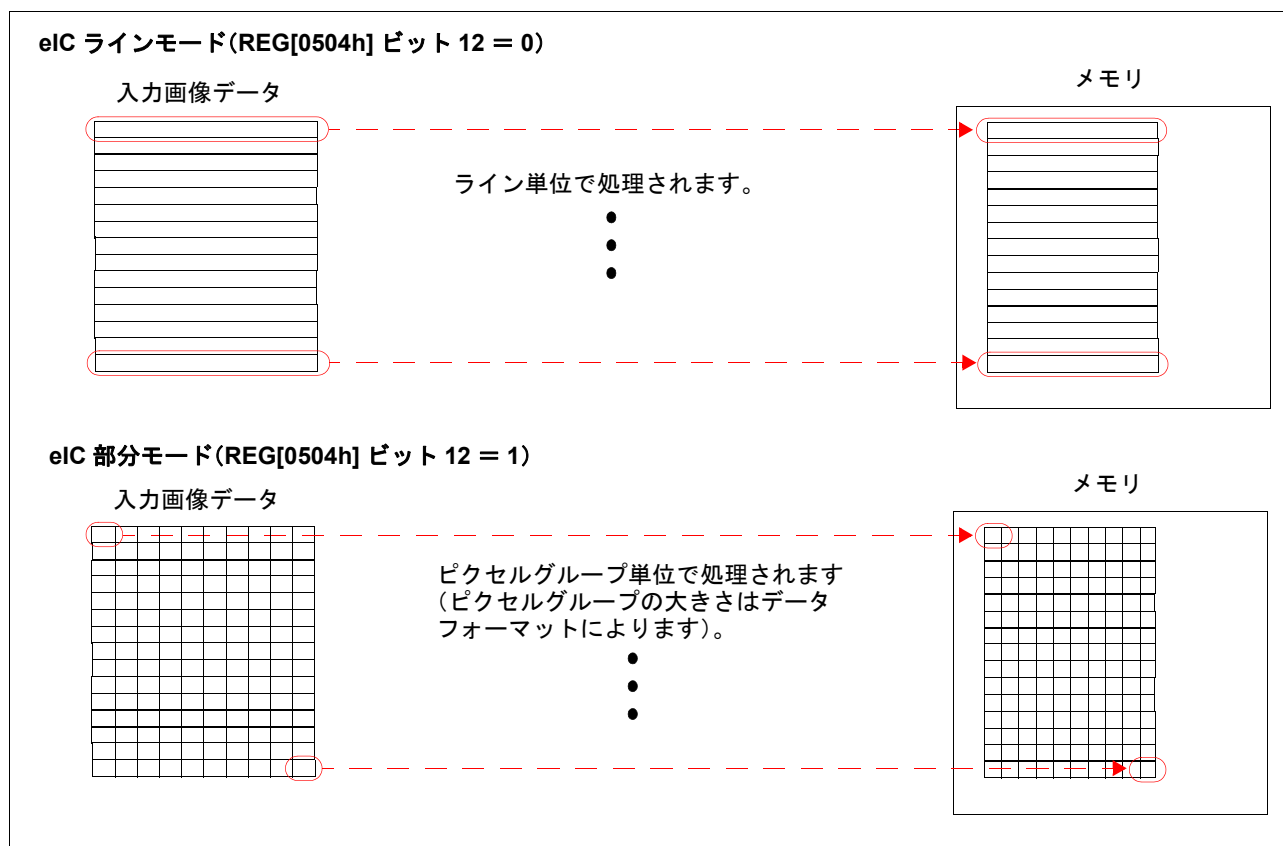 eIC ラインモード(REG[0504h] ビット 12 = 0)
入力画像データ
メモリ
ライン単位で処理されます。
eIC 部分モード(REG[0504h] ビット 12 = 1)
入力画像データ
メモリ
ピクセルグループ単位で処理されます
(ピクセルグループの大きさはデータ
フォーマットによります)。